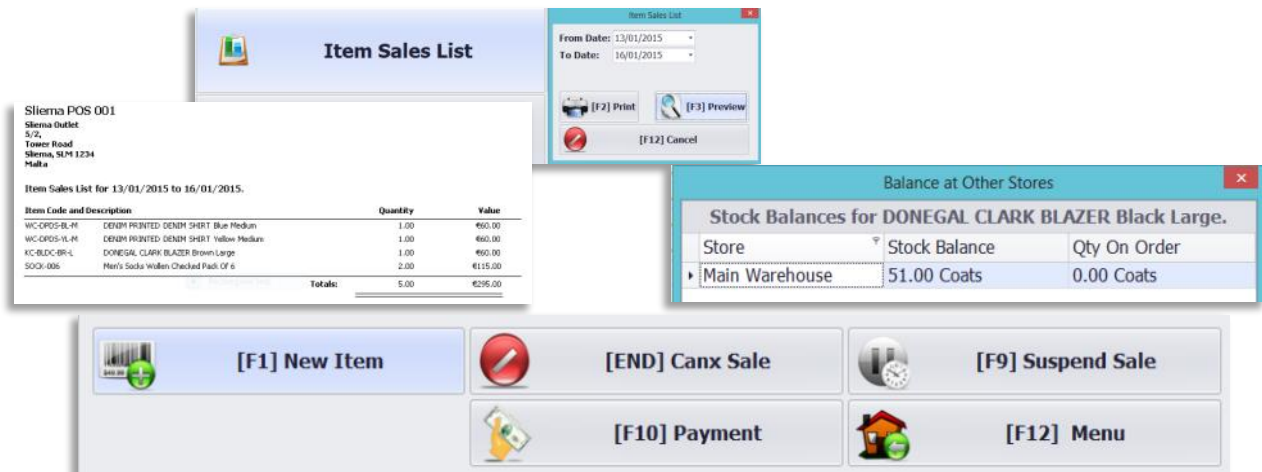 Item Sales List
Item Sales List
From Date: 13/01/2015
To Date: 16/01/2015
[F2] Print
[F3] Preview
[F12] Cancel
Sliema POS 001
Sliema Outlet
5/2,
Tower Road
Sliema, SLM 1234
Malta
Item Sales List for 13/01/2015 to 16/01/2015.
Item Code and Description Quantity Value
WC-DPDS-BL-M DENIM PRINTED DENIM SHIRT Blue Medium 1.00 €60.00
WC-DPDS-YL-M DENIM PRINTED DENIM SHIRT Yellow Medium 1.00 €60.00
KC-BLDC-BR-L DONEGAL CLARK BLAZER Brown Large 1.00 €60.00
SOCK-006 Men's Socks Wollen Checked Pack Of 6 2.00 €115.00
Totals: 5.00 €295.00
Balance at Other Stores
Stock Balances for DONEGAL CLARK BLAZER Black Large.
Store Stock Balance Qty On Order
Main Warehouse 51.00 Coats 0.00 Coats
[F1] New Item
[END] Canx Sale
[F9] Suspend Sale
[F10] Payment
[F12] Menu